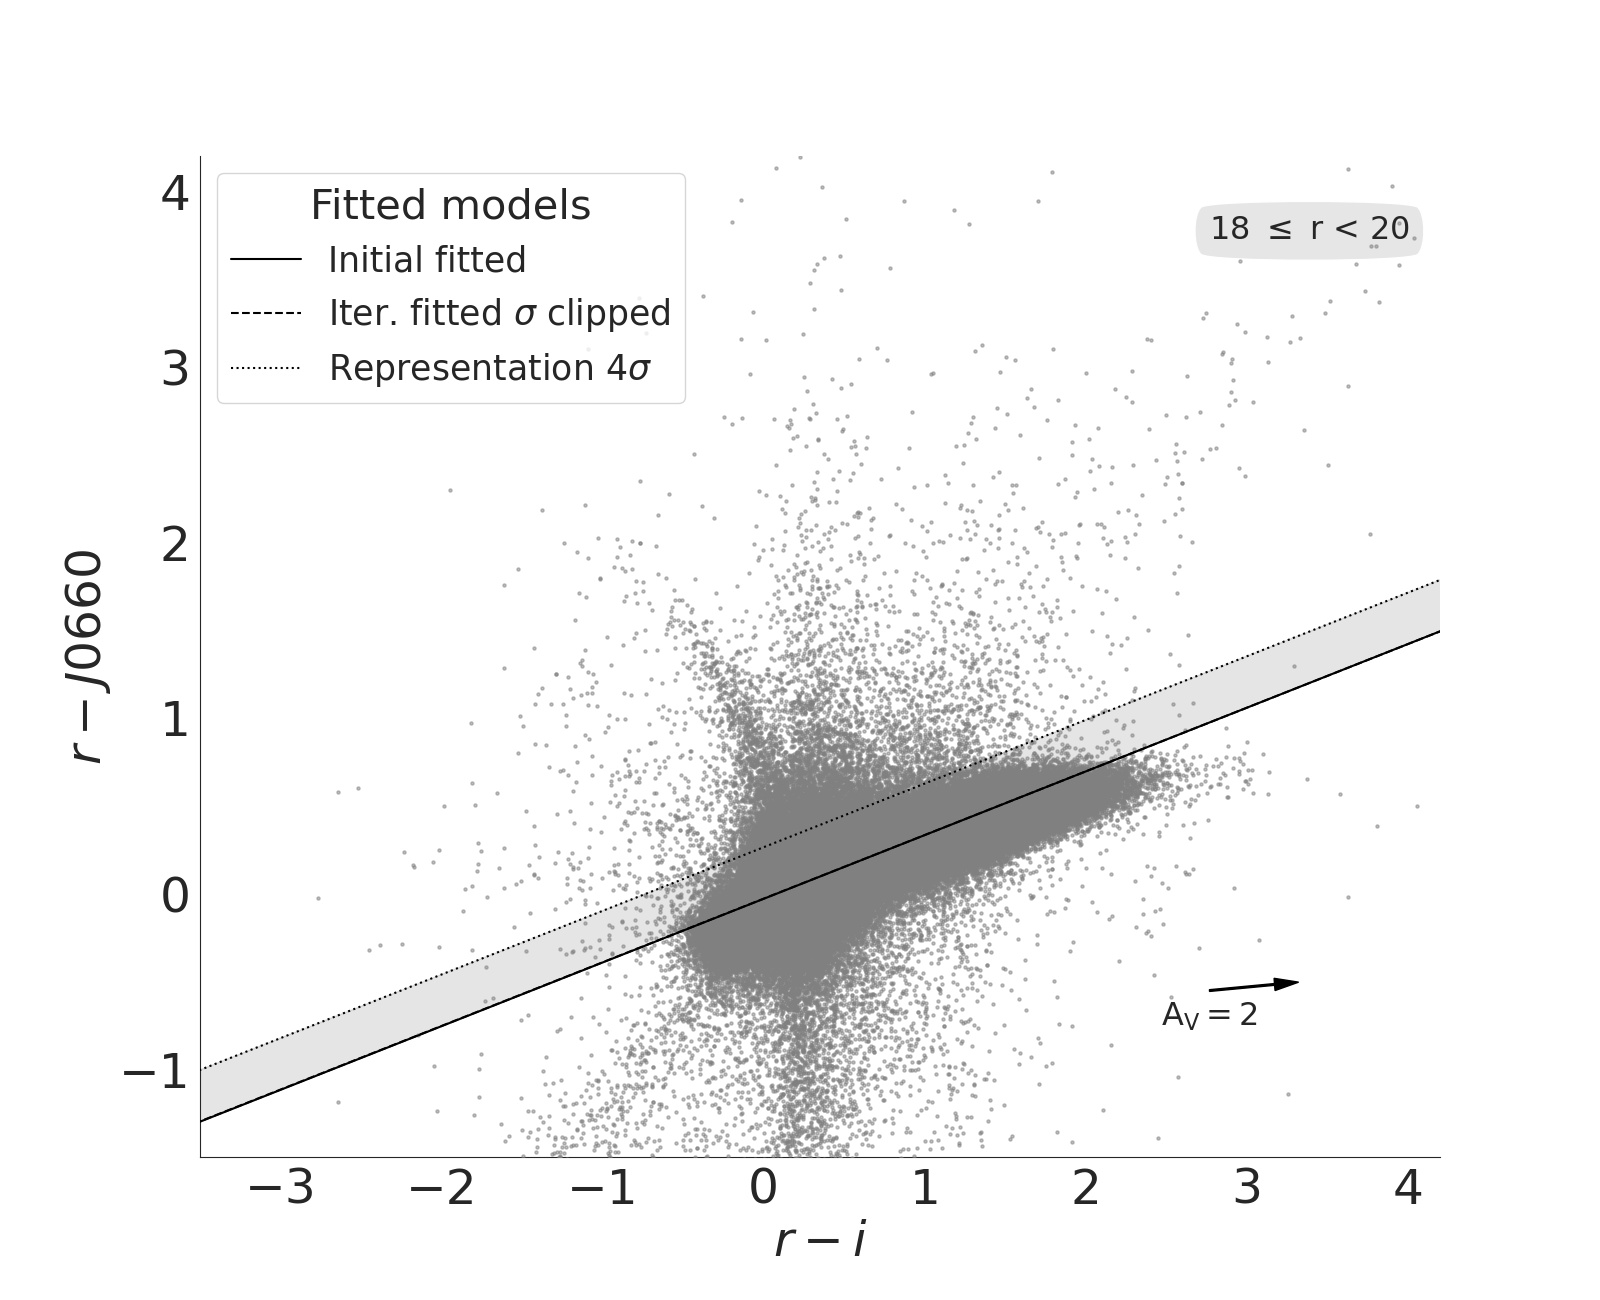 Fitted models
Initial fitted
Iter. fitted σ clipped
Representation 4σ
18 ≤ r < 20
4
3
2
1
0
−1
r − J0660
A_V = 2
−3 −2 −1 0 1 2 3 4
r − i